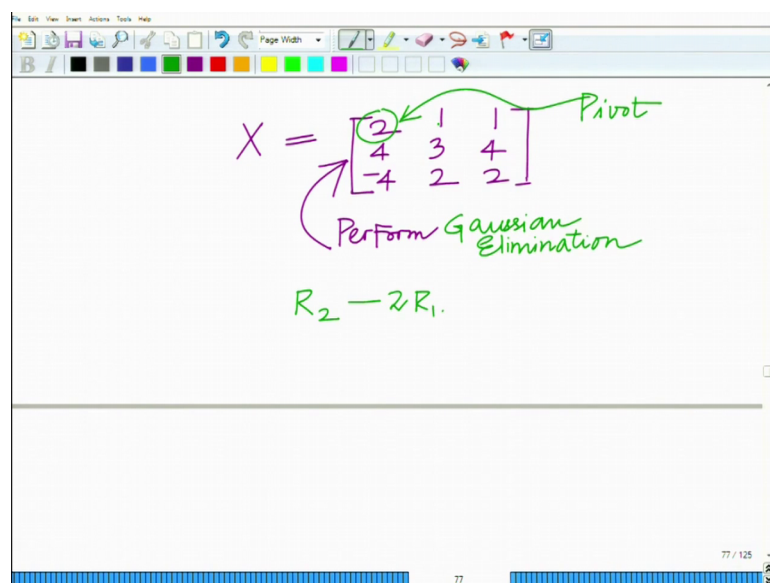 File Edit View Insert Actions Tools Help
Page Width
B I
Pivot
X = [2 1 1
4 3 4
-4 2 2]
Perform Gaussian
Elimination
R₂ — 2R₁.
77 / 125
77